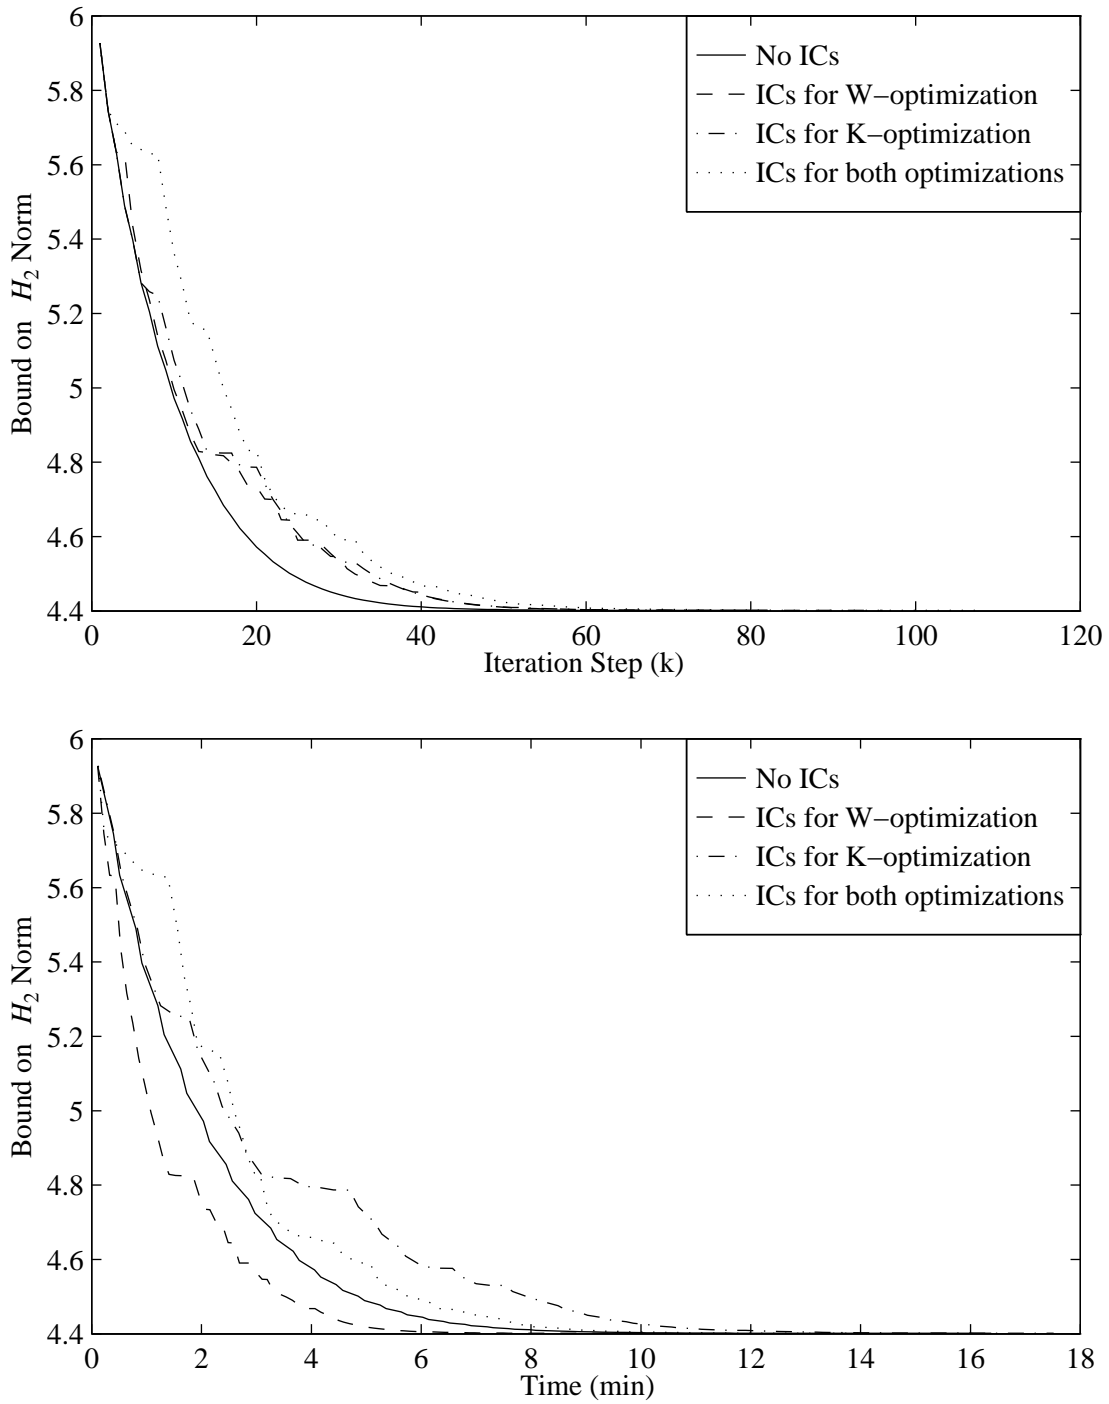 6
5.8
5.6
5.4
5.2
5
4.8
4.6
4.4
0 20 40 60 80 100 120
Iteration Step (k)
Bound on H₂ Norm
No ICs
ICs for W−optimization
ICs for K−optimization
ICs for both optimizations
6
5.8
5.6
5.4
5.2
5
4.8
4.6
4.4
0 2 4 6 8 10 12 14 16 18
Time (min)
Bound on H₂ Norm
No ICs
ICs for W−optimization
ICs for K−optimization
ICs for both optimizations